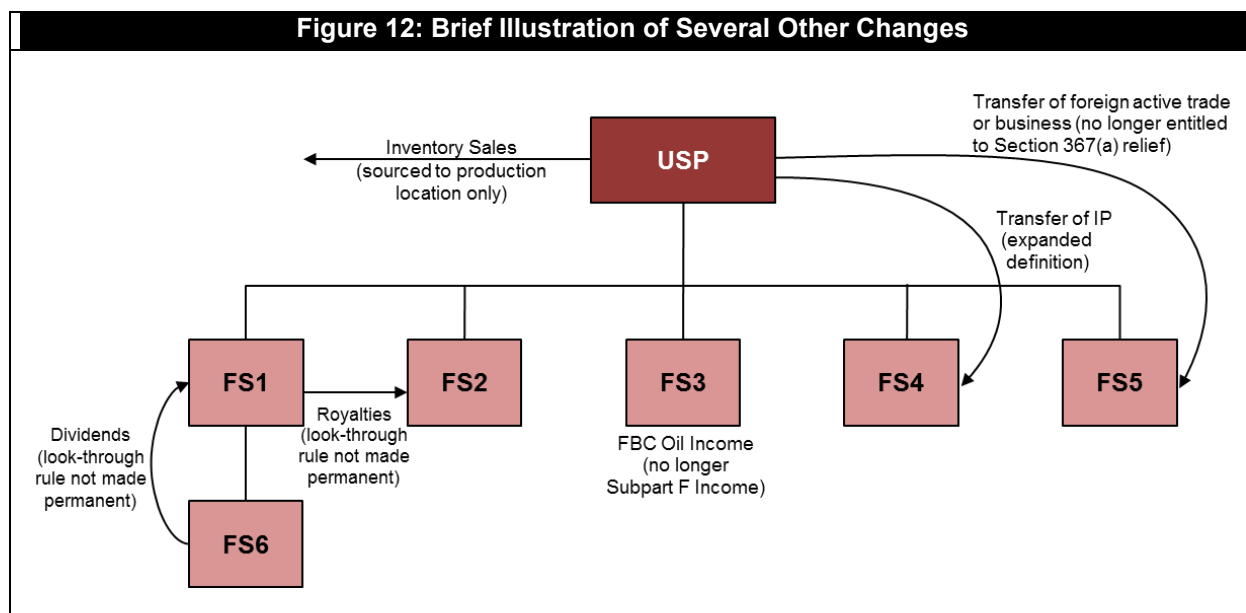 Figure 12: Brief Illustration of Several Other Changes
Transfer of foreign active trade
or business (no longer entitled
to Section 367(a) relief)
Inventory Sales
(sourced to production
location only)
USP
Transfer of IP
(expanded
definition)
FS1
FS2
FS3
FS4
FS5
Dividends
(look-through
rule not made
permanent)
Royalties
(look-through
rule not made
permanent)
FBC Oil Income
(no longer
Subpart F Income)
FS6